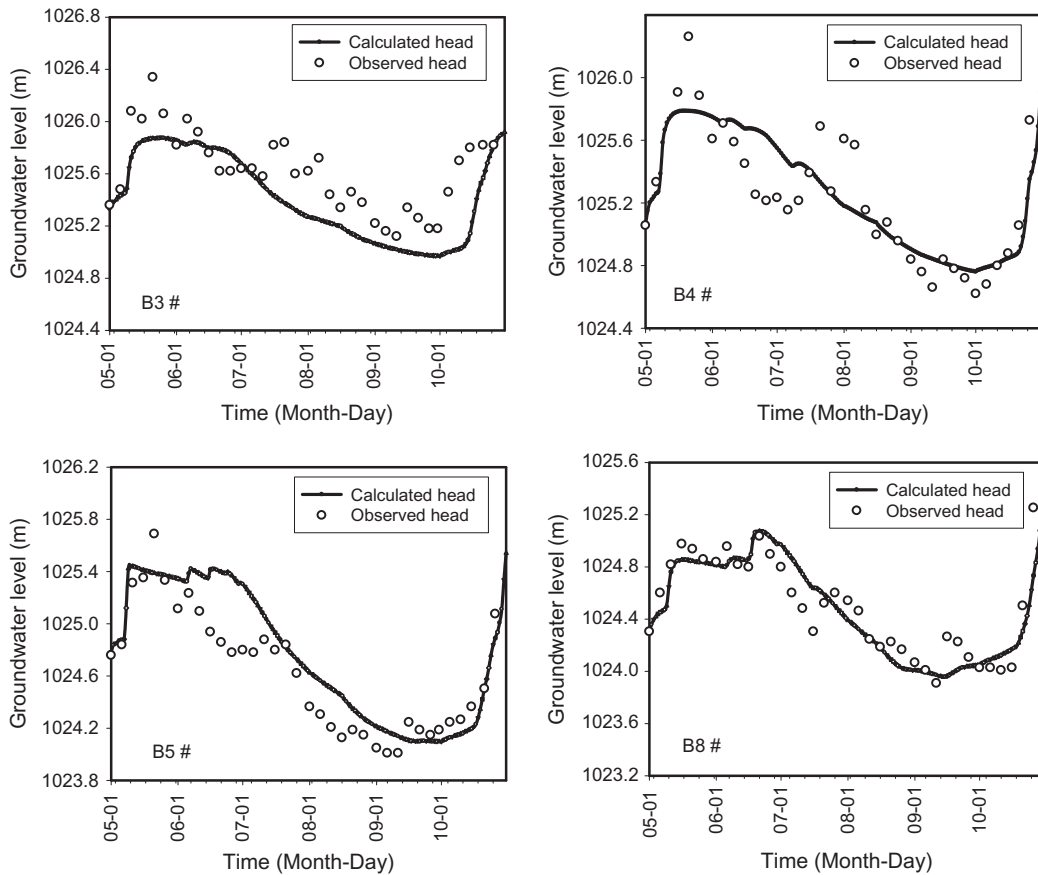 1026.8
1026.4
1026.0
1025.6
1025.2
1024.8
1024.4
Groundwater level (m)
Calculated head
Observed head
B3 #
05-01
06-01
07-01
08-01
09-01
10-01
Time (Month-Day)
1026.0
1025.6
1025.2
1024.8
1024.4
Groundwater level (m)
Calculated head
Observed head
B4 #
05-01
06-01
07-01
08-01
09-01
10-01
Time (Month-Day)
1026.2
1025.8
1025.4
1025.0
1024.6
1024.2
1023.8
Groundwater level (m)
Calculated head
Observed head
B5 #
05-01
06-01
07-01
08-01
09-01
10-01
Time (Month-Day)
1025.6
1025.2
1024.8
1024.4
1024.0
1023.6
1023.2
Groundwater level (m)
Calculated head
Observed head
B8 #
05-01
06-01
07-01
08-01
09-01
10-01
Time (Month-Day)